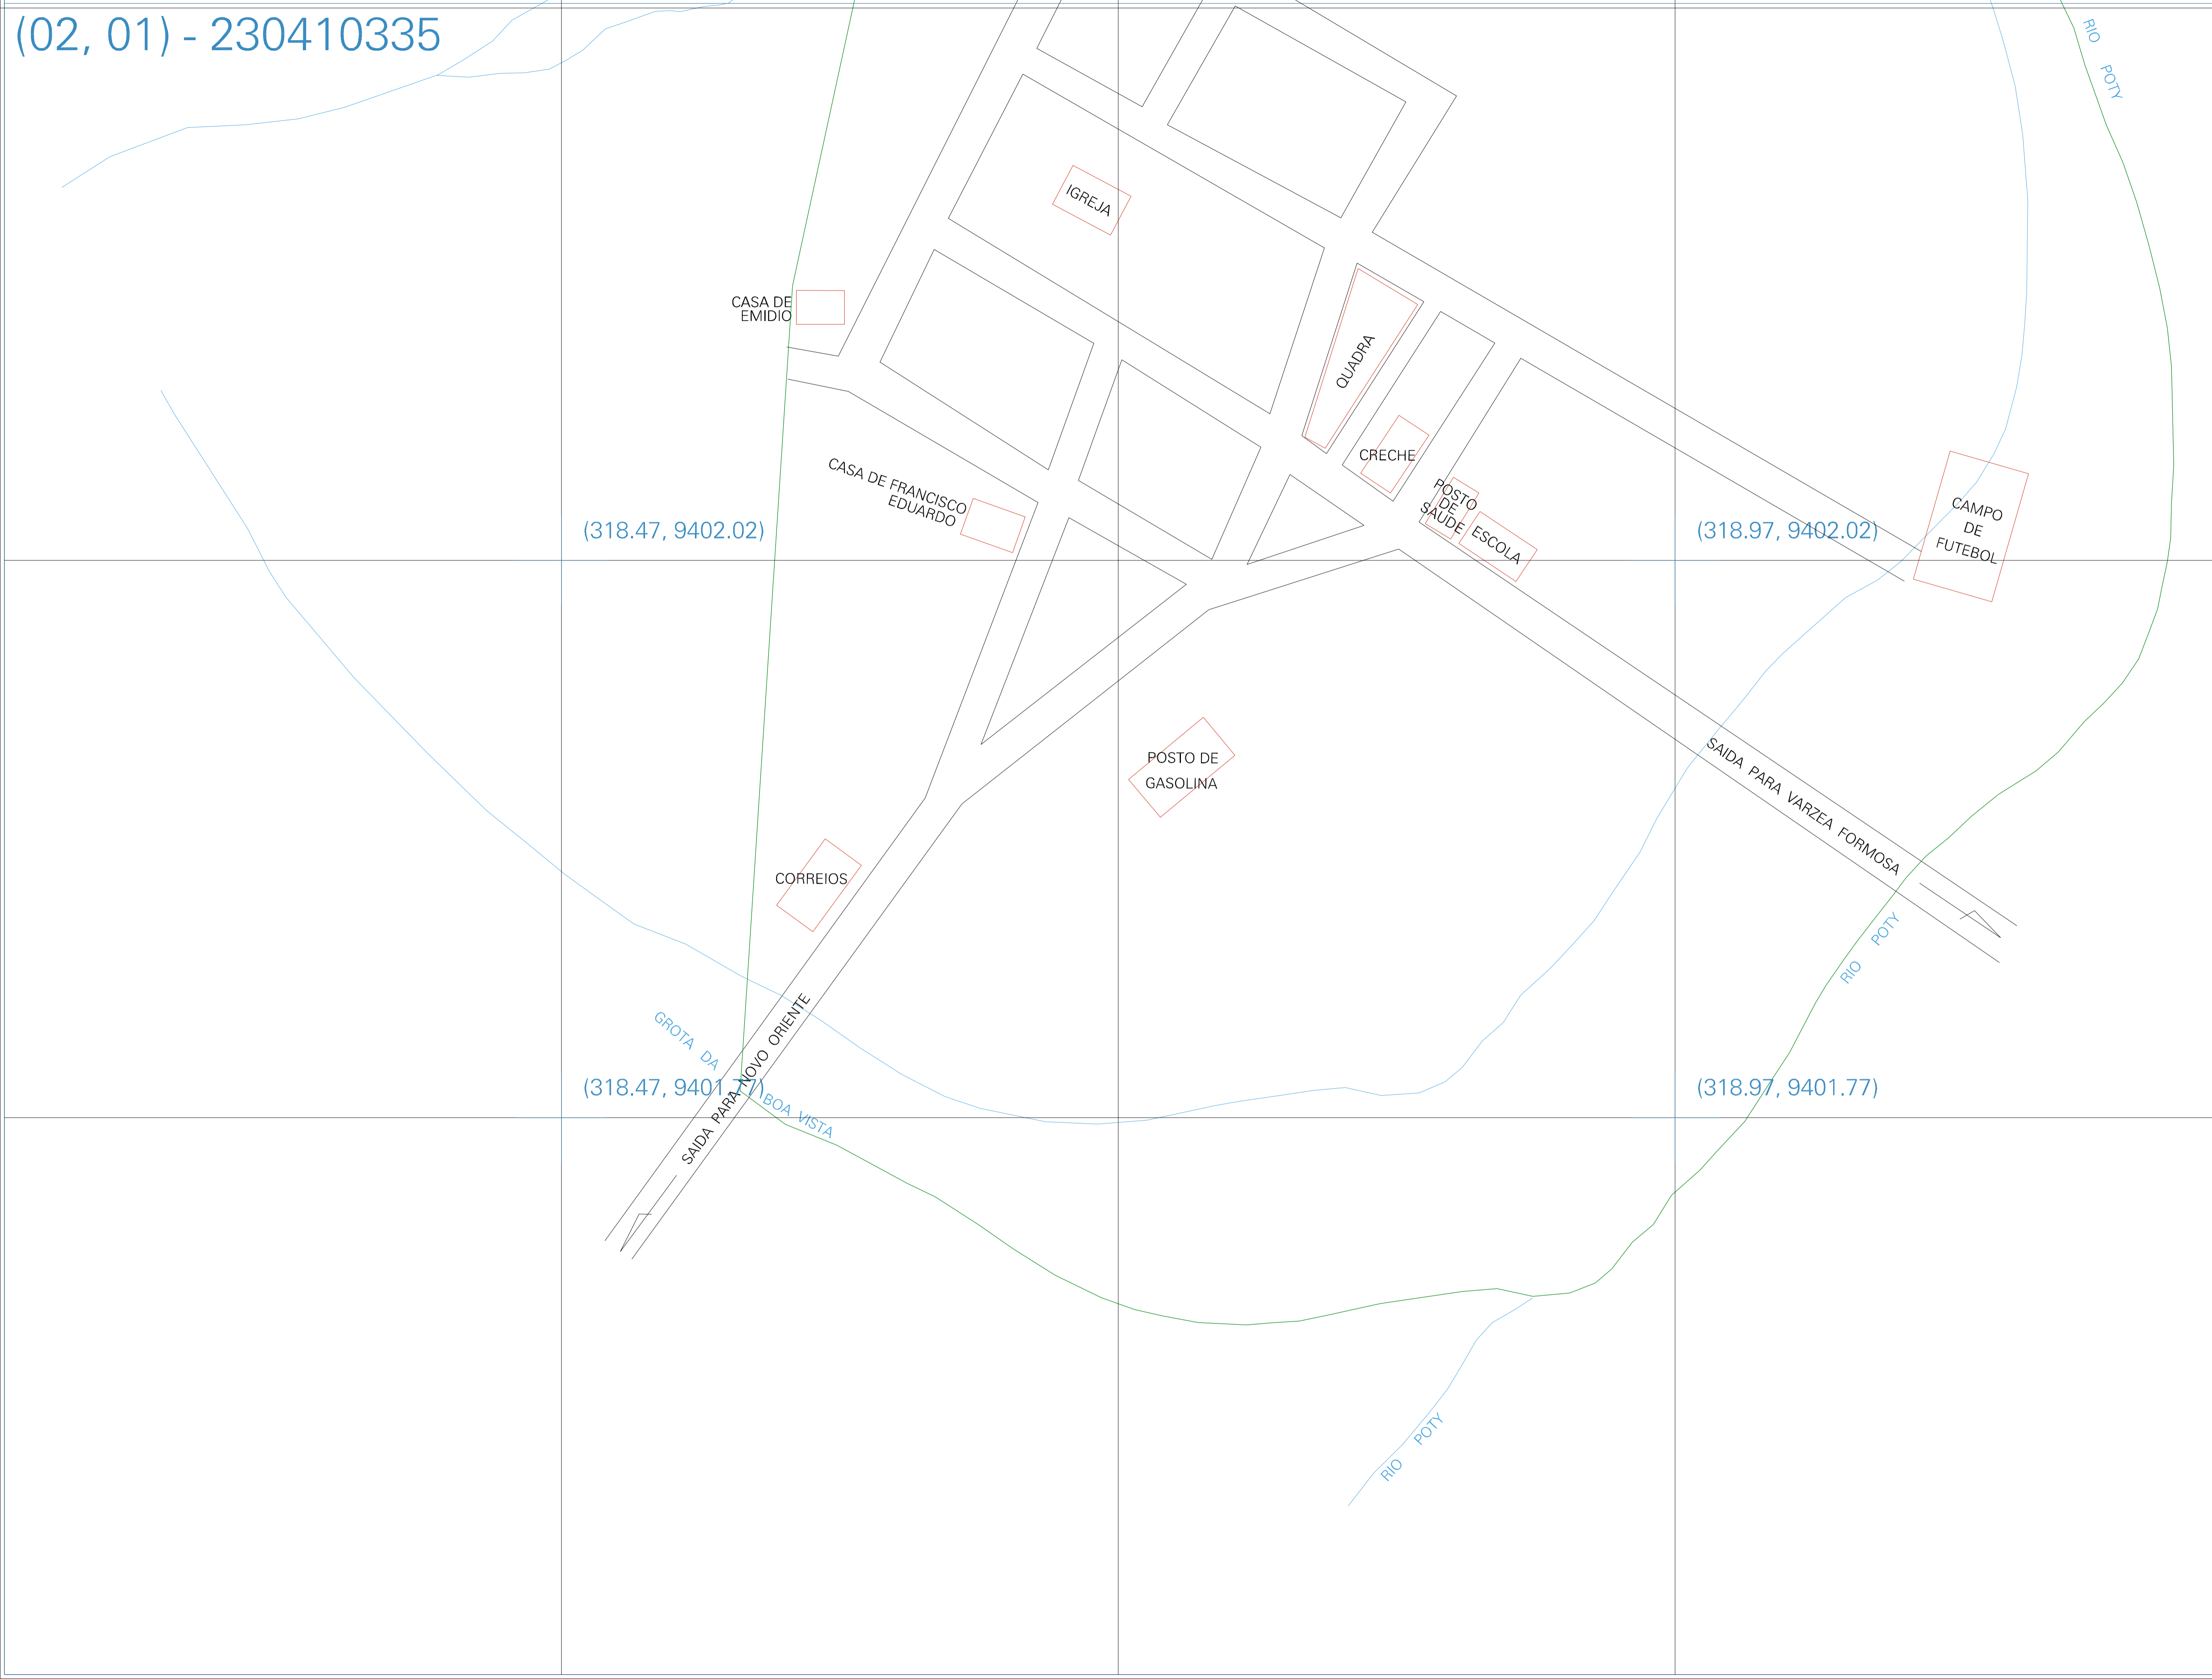 (02, 01) - 230410335
RIO POTY
IGREJA
CASA DE
EMIDIO
QUADRA
CRECHE
CASA DE FRANCISCO
EDUARDO
POSTO
DE
SAUDE
ESCOLA
CAMPO
DE
FUTEBOL
(318.47, 9402.02)
(318.97, 9402.02)
POSTO DE
GASOLINA
SAIDA PARA VARZEA FORMOSA
CORREIOS
RIO POTY
GROTA DA
BOA VISTA
SAIDA PARA NOVO ORIENTE
(318.47, 9401.77)
(318.97, 9401.77)
RIO POTY